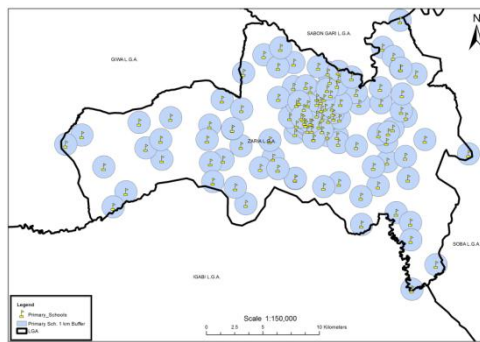 N
SABON GARI L.G.A.
GIWA L.G.A.
ZARIA L.G.A.
SOBA L.G.A.
IGABI L.G.A.
Legend
Primary_Schools
Primary Sch. 1 km Buffer
LGA
Scale 1:150,000
0 2.5 5 10 Kilometers